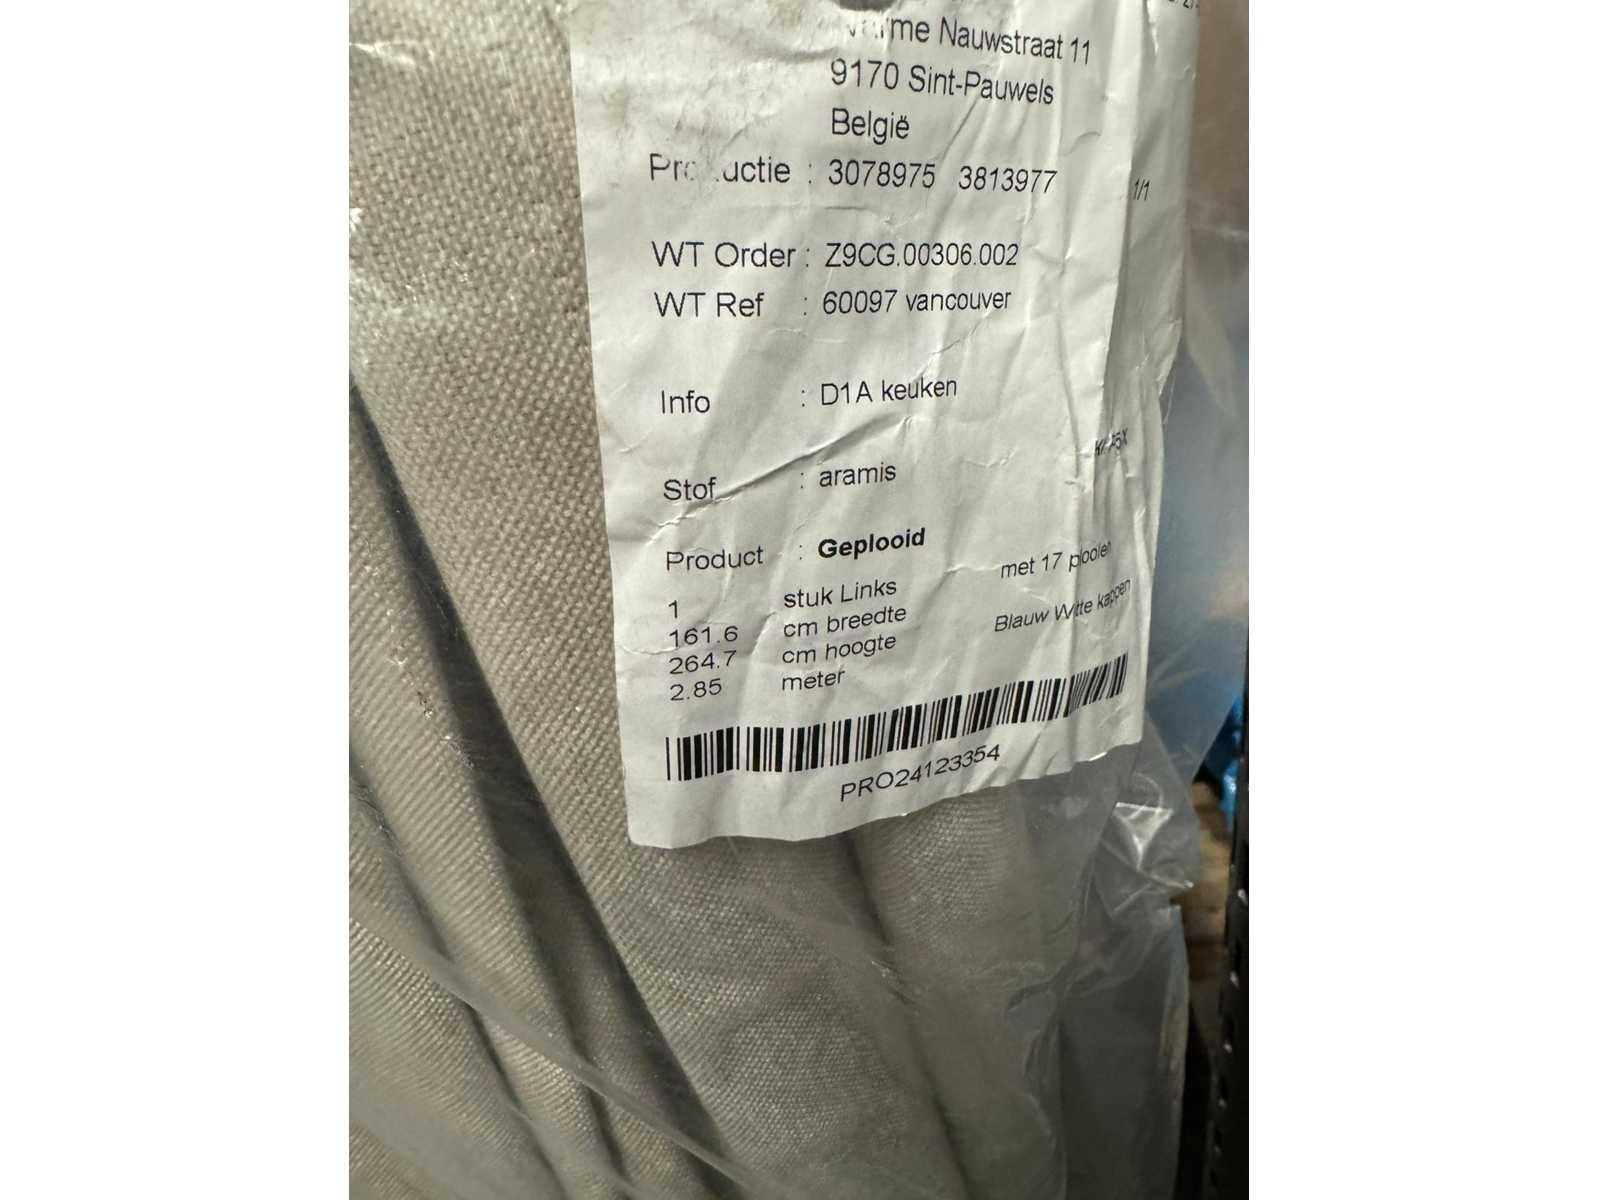 Nauwstraat 11
9170 Sint-Pauwels
België
: 3078975 3813977 1/1
WT Order : Z9CG.00306.002
WT Ref : 60097 vancouver
Info : D1A keuken
Stof : aramis
Product : Geplooid
1 stuk Links met 17 plooien
161.6 cm breedte Blauw Witte kappen
264.7 cm hoogte
2.85 meter
PRO24123354